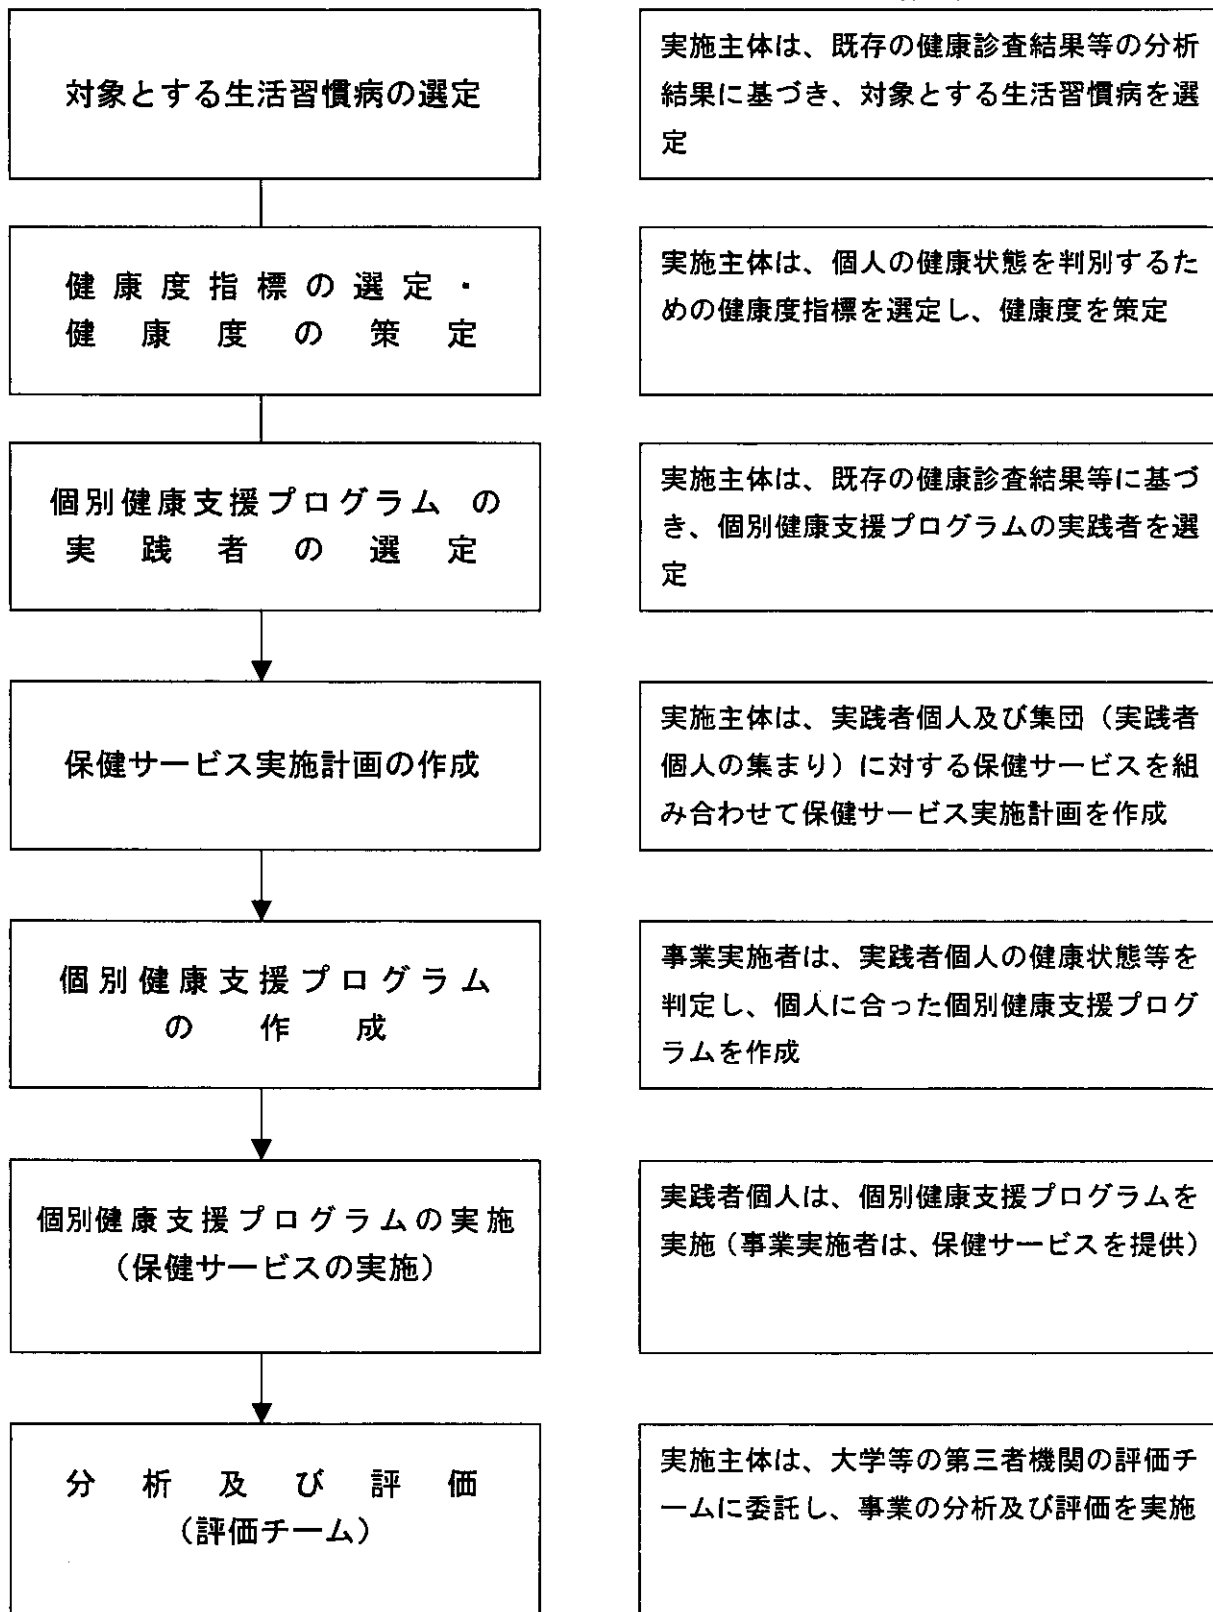 対象とする生活習慣病の選定
実施主体は、既存の健康診査結果等の分析
結果に基づき、対象とする生活習慣病を選
定
健康度指標の選定・
健康度の策定
実施主体は、個人の健康状態を判別するた
めの健康度指標を選定し、健康度を策定
個別健康支援プログラム の
実践者の選定
実施主体は、既存の健康診査結果等に基づ
き、個別健康支援プログラムの実践者を選
定
保健サービス実施計画の作成
実施主体は、実践者個人及び集団（実践者
個人の集まり）に対する保健サービスを組
み合わせて保健サービス実施計画を作成
個別健康支援プログラム
の作成
事業実施者は、実践者個人の健康状態等を
判定し、個人に合った個別健康支援プログ
ラムを作成
個別健康支援プログラムの実施
（保健サービスの実施）
実践者個人は、個別健康支援プログラムを
実施（事業実施者は、保健サービスを提供）
分析及び評価
（評価チーム）
実施主体は、大学等の第三者機関の評価チ
ームに委託し、事業の分析及び評価を実施